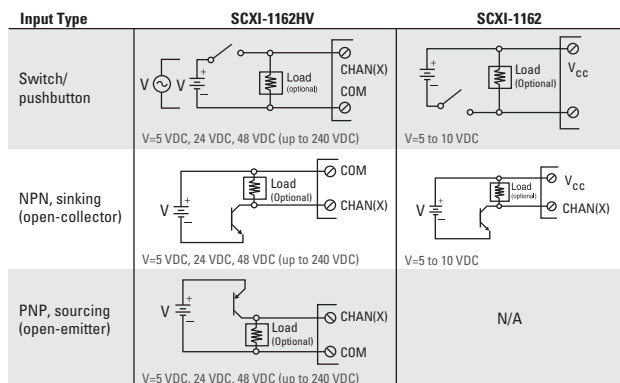 Input Type SCXI-1162HV SCXI-1162
Switch/
pushbutton
V V + – Load (optional) CHAN(X) COM
V=5 VDC, 24 VDC, 48 VDC (up to 240 VDC)
+ – Load (Optional) VCC
V=5 to 10 VDC
NPN, sinking
(open-collector)
V + – Load (Optional) COM CHAN(X)
V=5 VDC, 24 VDC, 48 VDC (up to 240 VDC)
V + – Load (optional) VCC CHAN(X)
V=5 to 10 VDC
PNP, sourcing
(open-emitter)
V + – Load (Optional) CHAN(X) COM
V=5 VDC, 24 VDC, 48 VDC (up to 240 VDC)
N/A